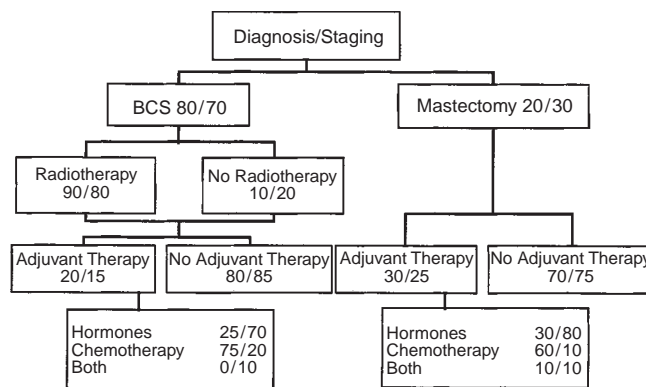 Diagnosis/Staging
BCS 80/70
Mastectomy 20/30
Radiotherapy
90/80
No Radiotherapy
10/20
Adjuvant Therapy
20/15
No Adjuvant Therapy
80/85
Adjuvant Therapy
30/25
No Adjuvant Therapy
70/75
Hormones 25/70
Chemotherapy 75/20
Both 0/10
Hormones 30/80
Chemotherapy 60/10
Both 10/10